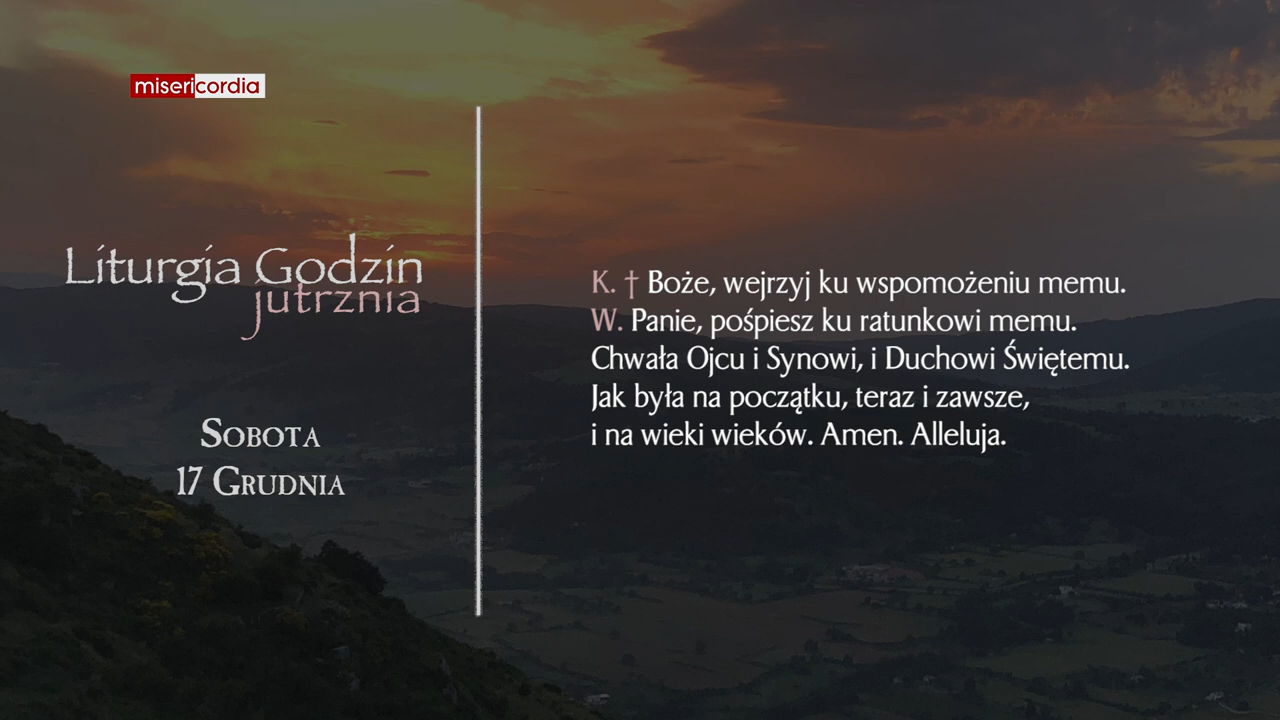 misericordia
Liturgia Godzin
jutrznia
Sobota
17 Grudnia
K. † Boże, wejrzyj ku wspomożeniu memu.
W. Panie, pośpiesz ku ratunkowi memu.
Chwała Ojcu i Synowi, i Duchowi Świętemu.
Jak była na początku, teraz i zawsze,
i na wieki wieków. Amen. Alleluja.